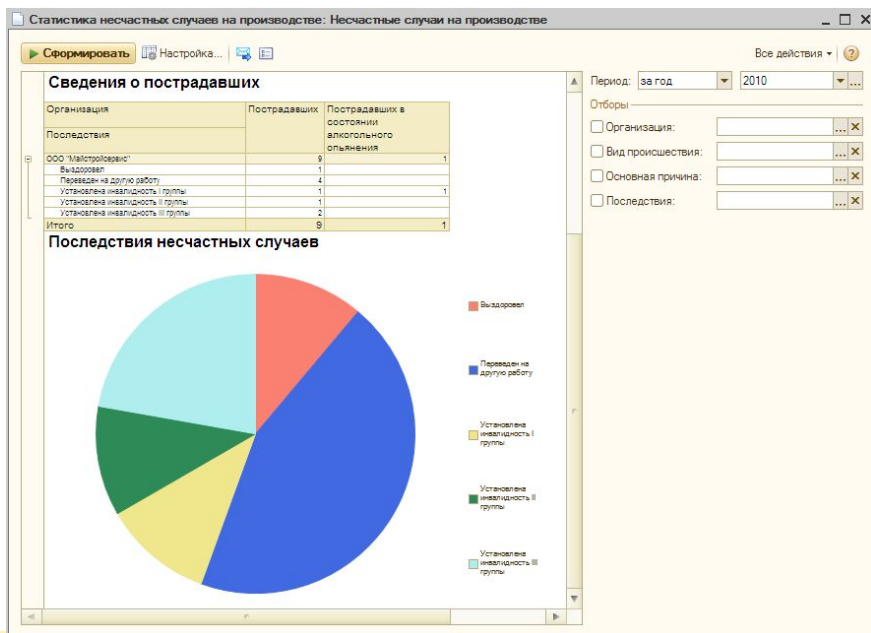 Статистика несчастных случаев на производстве: Несчастные случаи на производстве
Сформировать Настройка... Все действия
Сведения о пострадавших
Организация Пострадавших Пострадавших в состоянии алкогольного опьянения
Последствия
ООО "Майстройсервис" 9 1
Выздоровел 1
Переведен на другую работу 4
Установлена инвалидность I группы 1 1
Установлена инвалидность II группы 1
Установлена инвалидность III группы 2
Итого 9 1
Последствия несчастных случаев
Выздоровел
Переведен на
другую работу
Установлена
инвалидность I
группы
Установлена
инвалидность II
группы
Установлена
инвалидность III
группы
Период: за год 2010 ...
Отборы
Организация: ...
Вид происшествия: ...
Основная причина: ...
Последствия: ...